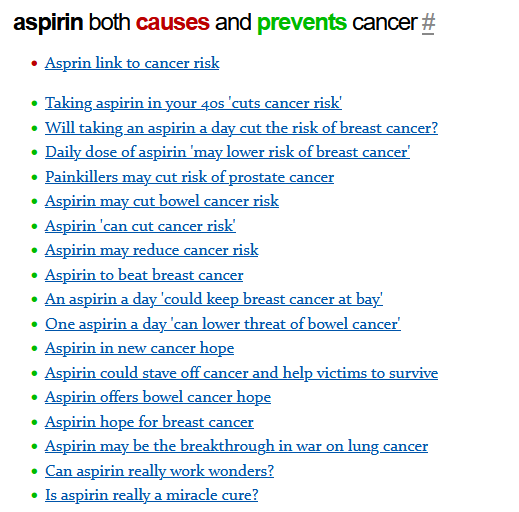 aspirin both causes and prevents cancer #
Asprin link to cancer risk
Taking aspirin in your 40s 'cuts cancer risk'
Will taking an aspirin a day cut the risk of breast cancer?
Daily dose of aspirin 'may lower risk of breast cancer'
Painkillers may cut risk of prostate cancer
Aspirin may cut bowel cancer risk
Aspirin 'can cut cancer risk'
Aspirin may reduce cancer risk
Aspirin to beat breast cancer
An aspirin a day 'could keep breast cancer at bay'
One aspirin a day 'can lower threat of bowel cancer'
Aspirin in new cancer hope
Aspirin could stave off cancer and help victims to survive
Aspirin offers bowel cancer hope
Aspirin hope for breast cancer
Aspirin may be the breakthrough in war on lung cancer
Can aspirin really work wonders?
Is aspirin really a miracle cure?